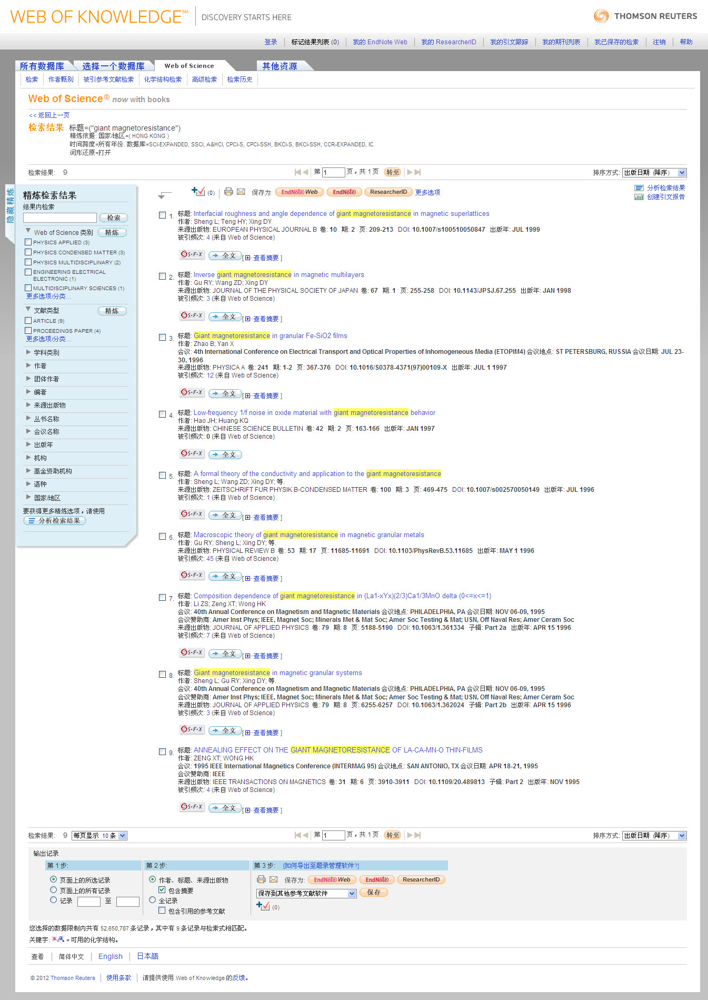 WEB OF KNOWLEDGE℠ DISCOVERY STARTS HERE THOMSON REUTERS
登录 标记结果列表 (0) 我的 EndNote Web 我的 ResearcherID 我的引文跟踪 我的期刊列表 我已保存的检索 注销 帮助
所有数据库 选择一个数据库 Web of Science 其他资源
检索 作者甄别 被引参考文献检索 化学结构检索 高级检索 检索历史
Web of Science® now with books
<< 返回上一页
检索结果 标题=("giant magnetoresistance")
精炼依据: 国家/地区=( HONG KONG )
时间跨度=所有年份. 数据库=SCI-EXPANDED, SSCI, A&HCI, CPCI-S, CPCI-SSH, BKCI-S, BKCI-SSH, CCR-EXPANDED, IC.
词形还原=打开
检索结果: 9 第 1 页，共 1 页 转至 排序方式: 出版日期 (降序)
隐藏精炼
精炼检索结果
结果内检索
检索
Web of Science 类别 精炼
PHYSICS APPLIED (3)
PHYSICS CONDENSED MATTER (3)
PHYSICS MULTIDISCIPLINARY (2)
ENGINEERING ELECTRICAL
ELECTRONIC (1)
MULTIDISCIPLINARY SCIENCES (1)
更多选项/分类...
文献类型 精炼
ARTICLE (9)
PROCEEDINGS PAPER (4)
更多选项/分类...
学科类别
作者
团体作者
编者
来源出版物
丛书名称
会议名称
出版年
机构
基金资助机构
语种
国家/地区
要获得更多精炼选项，请使用
分析检索结果
(0) 保存为: EndNote Web EndNote ResearcherID 更多选项
分析检索结果
创建引文报告
1. 标题: Interfacial roughness and angle dependence of giant magnetoresistance in magnetic superlattices
作者: Sheng L; Teng HY; Xing DY
来源出版物: EUROPEAN PHYSICAL JOURNAL B 卷: 10 期: 2 页: 209-213 DOI: 10.1007/s100510050847 出版年: JUL 1999
被引频次: 4 (来自 Web of Science)
S·F·X 全文 [ 查看摘要 ]
2. 标题: Inverse giant magnetoresistance in magnetic multilayers
作者: Gu RY; Wang ZD; Xing DY
来源出版物: JOURNAL OF THE PHYSICAL SOCIETY OF JAPAN 卷: 67 期: 1 页: 255-258 DOI: 10.1143/JPSJ.67.255 出版年: JAN 1998
被引频次: 3 (来自 Web of Science)
S·F·X 全文 [ 查看摘要 ]
3. 标题: Giant magnetoresistance in granular Fe-SiO2 films
作者: Zhao B; Yan X
会议: 4th International Conference on Electrical Transport and Optical Properties of Inhomogeneous Media (ETOPIM4) 会议地点: ST PETERSBURG, RUSSIA 会议日期: JUL 23-
30, 1996
来源出版物: PHYSICA A 卷: 241 期: 1-2 页: 367-376 DOI: 10.1016/S0378-4371(97)00109-X 出版年: JUL 1 1997
被引频次: 12 (来自 Web of Science)
S·F·X 全文 [ 查看摘要 ]
4. 标题: Low-frequency 1/f noise in oxide material with giant magnetoresistance behavior
作者: Hao JH; Huang KQ
来源出版物: CHINESE SCIENCE BULLETIN 卷: 42 期: 2 页: 163-166 出版年: JAN 1997
被引频次: 0 (来自 Web of Science)
S·F·X 全文
5. 标题: A formal theory of the conductivity and application to the giant magnetoresistance
作者: Sheng L; Wang ZD; Xing DY; 等.
来源出版物: ZEITSCHRIFT FUR PHYSIK B-CONDENSED MATTER 卷: 100 期: 3 页: 469-475 DOI: 10.1007/s002570050149 出版年: JUL 1996
被引频次: 1 (来自 Web of Science)
S·F·X 全文 [ 查看摘要 ]
6. 标题: Macroscopic theory of giant magnetoresistance in magnetic granular metals
作者: Gu RY; Sheng L; Xing DY; 等.
来源出版物: PHYSICAL REVIEW B 卷: 53 期: 17 页: 11685-11691 DOI: 10.1103/PhysRevB.53.11685 出版年: MAY 1 1996
被引频次: 45 (来自 Web of Science)
S·F·X 全文 [ 查看摘要 ]
7. 标题: Composition dependence of giant magnetoresistance in (La1-xYx)(2/3)Ca1/3MnO delta (0<=x<=1)
作者: Li ZS; Zeng XT; Wong HK
会议: 40th Annual Conference on Magnetism and Magnetic Materials 会议地点: PHILADELPHIA, PA 会议日期: NOV 06-09, 1995
会议赞助商: Amer Inst Phys; IEEE, Magnet Soc; Minerals Met & Mat Soc; Amer Soc Testing & Mat; USN, Off Naval Res; Amer Ceram Soc
来源出版物: JOURNAL OF APPLIED PHYSICS 卷: 79 期: 8 页: 5188-5190 DOI: 10.1063/1.361334 子辑: Part 2a 出版年: APR 15 1996
被引频次: 7 (来自 Web of Science)
S·F·X 全文 [ 查看摘要 ]
8. 标题: Giant magnetoresistance in magnetic granular systems
作者: Sheng L; Gu RY; Xing DY; 等.
会议: 40th Annual Conference on Magnetism and Magnetic Materials 会议地点: PHILADELPHIA, PA 会议日期: NOV 06-09, 1995
会议赞助商: Amer Inst Phys; IEEE, Magnet Soc; Minerals Met & Mat Soc; Amer Soc Testing & Mat; USN, Off Naval Res; Amer Ceram Soc
来源出版物: JOURNAL OF APPLIED PHYSICS 卷: 79 期: 8 页: 6255-6257 DOI: 10.1063/1.362024 子辑: Part 2b 出版年: APR 15 1996
被引频次: 3 (来自 Web of Science)
S·F·X 全文 [ 查看摘要 ]
9. 标题: ANNEALING EFFECT ON THE GIANT MAGNETORESISTANCE OF LA-CA-MN-O THIN-FILMS
作者: ZENG XT; WONG HK
会议: 1995 IEEE International Magnetics Conference (INTERMAG 95) 会议地点: SAN ANTONIO, TX 会议日期: APR 18-21, 1995
会议赞助商: IEEE
来源出版物: IEEE TRANSACTIONS ON MAGNETICS 卷: 31 期: 6 页: 3910-3911 DOI: 10.1109/20.489813 子辑: Part 2 出版年: NOV 1995
被引频次: 4 (来自 Web of Science)
S·F·X 全文 [ 查看摘要 ]
检索结果: 9 每页显示 10 条 第 1 页，共 1 页 转至 排序方式: 出版日期 (降序)
输出记录
第 1 步: 第 2 步: 第 3 步: [如何导出至题录管理软件?]
页面上的所选记录 作者、标题、来源出版物 保存为: EndNote Web EndNote ResearcherID
页面上的所有记录 包含摘要 保存到其他参考文献软件 保存
记录 至 全记录 (0)
包含引用的参考文献
您选择的数据限制内共有 52,650,787 条记录，其中有 9 条记录与检索式相匹配。
关键字: = 可用的化学结构。
查看 简体中文 English 日本語
© 2012 Thomson Reuters 使用条款 请提供使用 Web of Knowledge 的反馈。